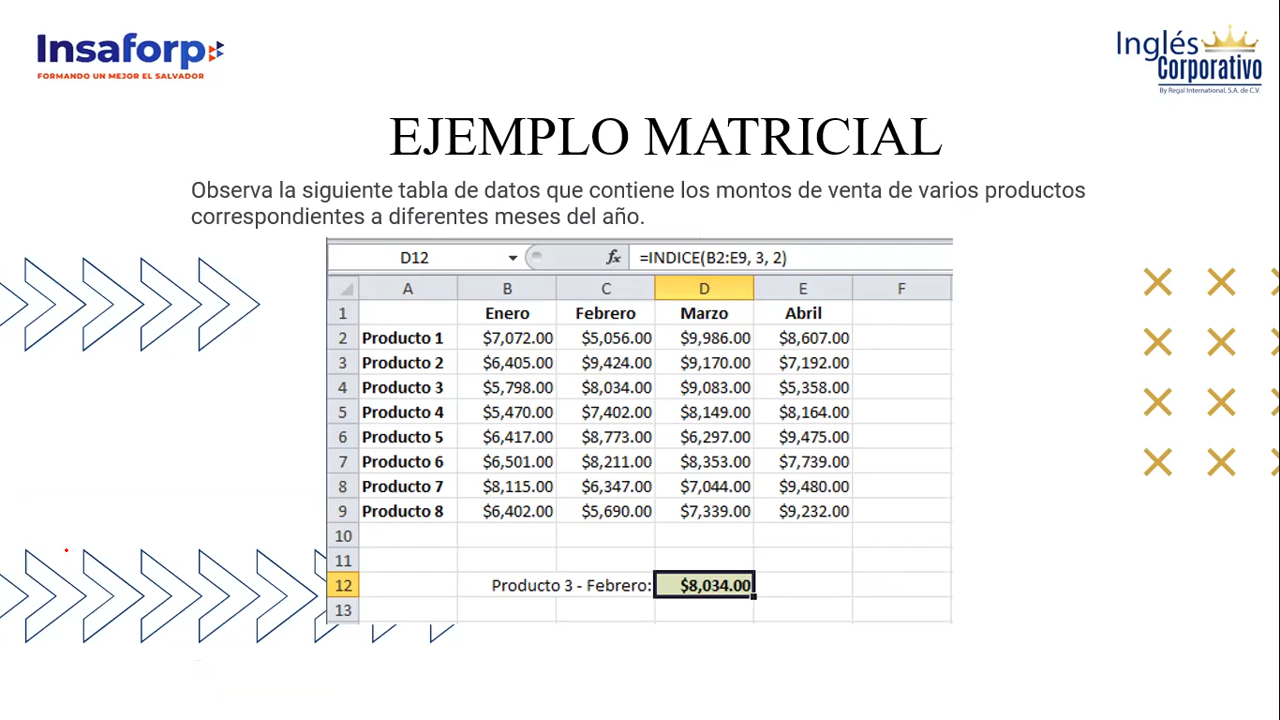 Insaforp
FORMANDO UN MEJOR EL SALVADOR
Inglés
Corporativo
By Regal International, S.A. de C.V.
EJEMPLO MATRICIAL
Observa la siguiente tabla de datos que contiene los montos de venta de varios productos
correspondientes a diferentes meses del año.
D12 fx =INDICE(B2:E9, 3, 2)
A B C D E F
1 Enero Febrero Marzo Abril
2 Producto 1 $7,072.00 $5,056.00 $9,986.00 $8,607.00
3 Producto 2 $6,405.00 $9,424.00 $9,170.00 $7,192.00
4 Producto 3 $5,798.00 $8,034.00 $9,083.00 $5,358.00
5 Producto 4 $5,470.00 $7,402.00 $8,149.00 $8,164.00
6 Producto 5 $6,417.00 $8,773.00 $6,297.00 $9,475.00
7 Producto 6 $6,501.00 $8,211.00 $8,353.00 $7,739.00
8 Producto 7 $8,115.00 $6,347.00 $7,044.00 $9,480.00
9 Producto 8 $6,402.00 $5,690.00 $7,339.00 $9,232.00
10
11
12 Producto 3 - Febrero: $8,034.00
13